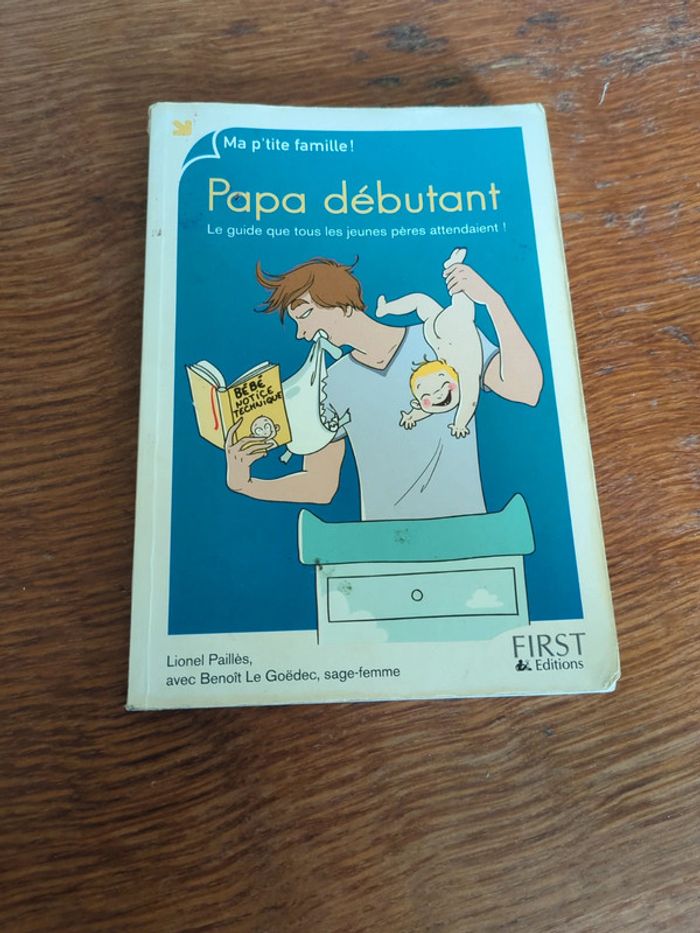 Ma p'tite famille!
Papa débutant
Le guide que tous les jeunes pères attendaient !
BÉBÉ
NOTICE
TECHNIQUE
Lionel Paillès,
avec Benoît Le Goëdec, sage-femme
FIRST
& Editions